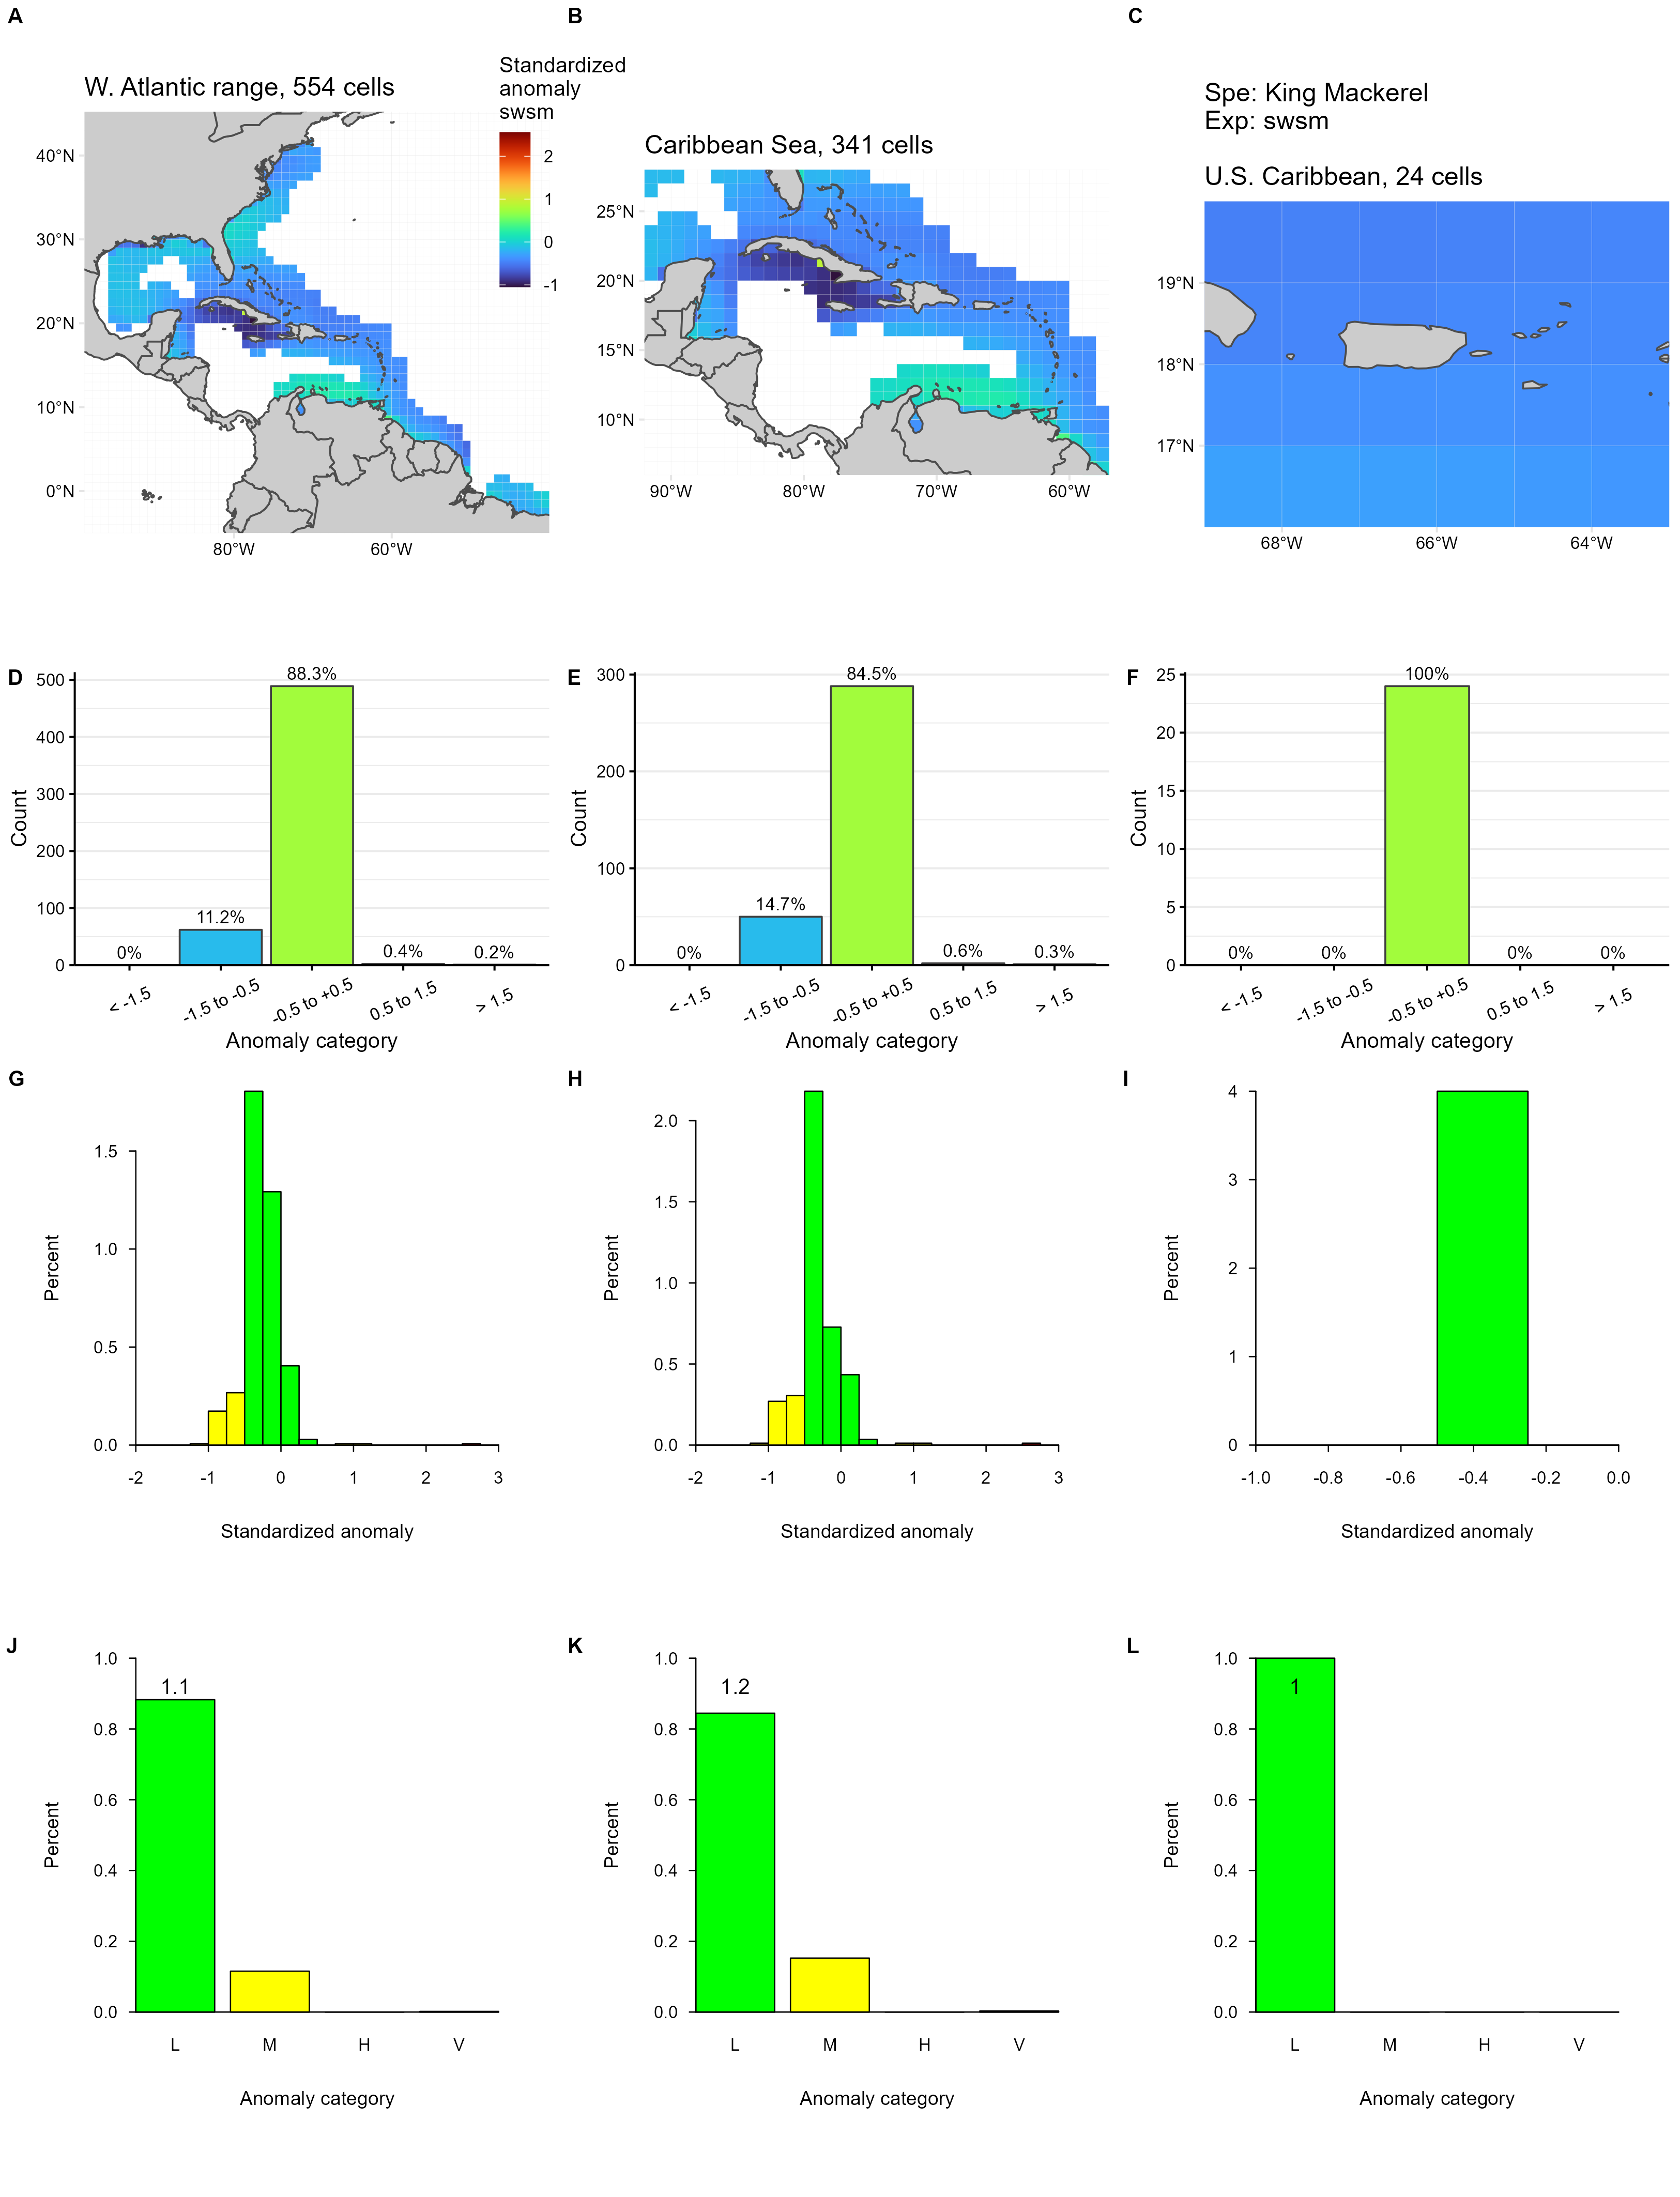 A
B
C
W. Atlantic range, 554 cells
Standardized
anomaly
swsm
2
1
0
-1
40°N
30°N
20°N
10°N
0°N
80°W
60°W
Caribbean Sea, 341 cells
25°N
20°N
15°N
10°N
90°W
80°W
70°W
60°W
Spe: King Mackerel
Exp: swsm
U.S. Caribbean, 24 cells
19°N
18°N
17°N
68°W
66°W
64°W
D
Count
500
400
300
200
100
0
0%
11.2%
88.3%
0.4%
0.2%
< -1.5
-1.5 to -0.5
-0.5 to +0.5
0.5 to 1.5
> 1.5
Anomaly category
E
Count
300
200
100
0
0%
14.7%
84.5%
0.6%
0.3%
< -1.5
-1.5 to -0.5
-0.5 to +0.5
0.5 to 1.5
> 1.5
Anomaly category
F
Count
25
20
15
10
5
0
0%
0%
100%
0%
0%
< -1.5
-1.5 to -0.5
-0.5 to +0.5
0.5 to 1.5
> 1.5
Anomaly category
G
Percent
1.5
1.0
0.5
0.0
-2
-1
0
1
2
3
Standardized anomaly
H
Percent
2.0
1.5
1.0
0.5
0.0
-2
-1
0
1
2
3
Standardized anomaly
I
Percent
4
3
2
1
0
-1.0
-0.8
-0.6
-0.4
-0.2
0.0
Standardized anomaly
J
Percent
1.0
0.8
0.6
0.4
0.2
0.0
1.1
L
M
H
V
Anomaly category
K
Percent
1.0
0.8
0.6
0.4
0.2
0.0
1.2
L
M
H
V
Anomaly category
L
Percent
1.0
0.8
0.6
0.4
0.2
0.0
1
L
M
H
V
Anomaly category